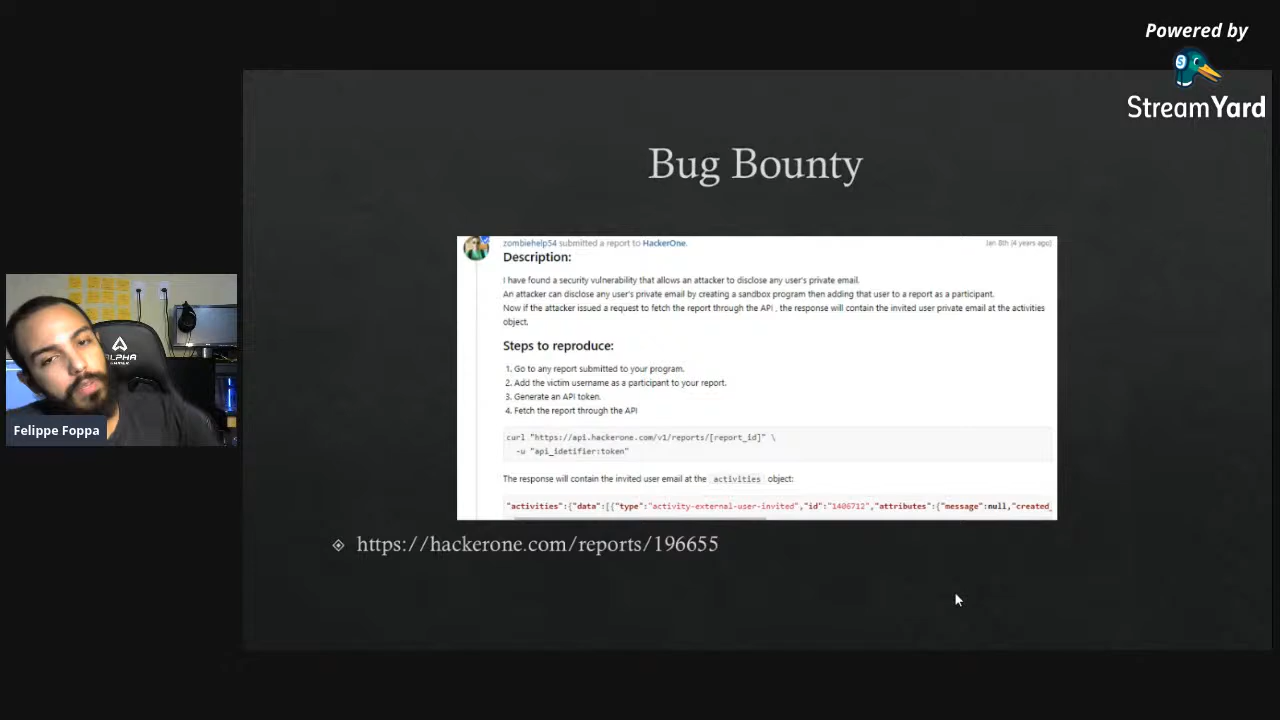 Powered by
StreamYard
Bug Bounty
zombiehelp54 submitted a report to HackerOne.
Jan 8th (4 years ago)
Description:
I have found a security vulnerability that allows an attacker to disclose any user's private email.
An attacker can disclose any user's private email by creating a sandbox program then adding that user to a report as a participant.
Now if the attacker issued a request to fetch the report through the API , the response will contain the invited user private email at the activities
object.
Steps to reproduce:
1. Go to any report submitted to your program.
2. Add the victim username as a participant to your report.
3. Generate an API token.
4. Fetch the report through the API
curl "https://api.hackerone.com/v1/reports/[report_id]" \
-u "api_idetifier:token"
The response will contain the invited user email at the activities object:
"activities":{"data":[{"type":"activity-external-user-invited","id":"1406712","attributes":{"message":null,"created_
https://hackerone.com/reports/196655
ALPHA
Felippe Foppa